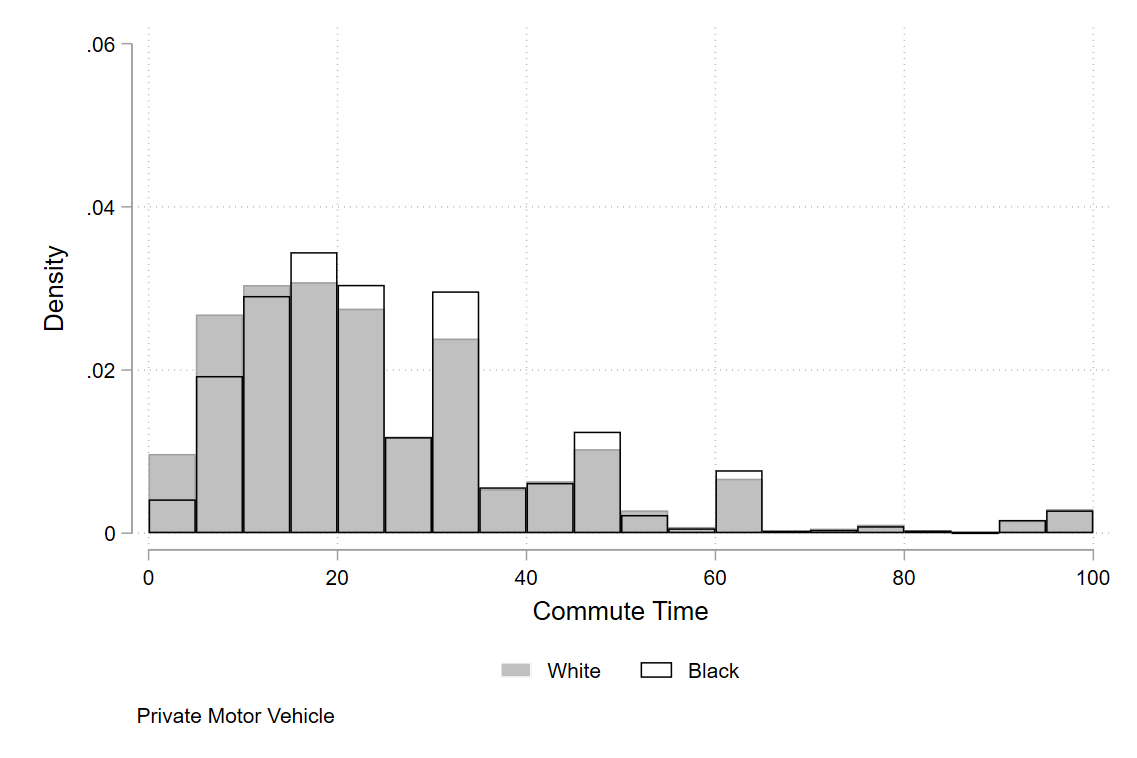 .06
.04
.02
0
Density
0 20 40 60 80 100
Commute Time
White Black
Private Motor Vehicle